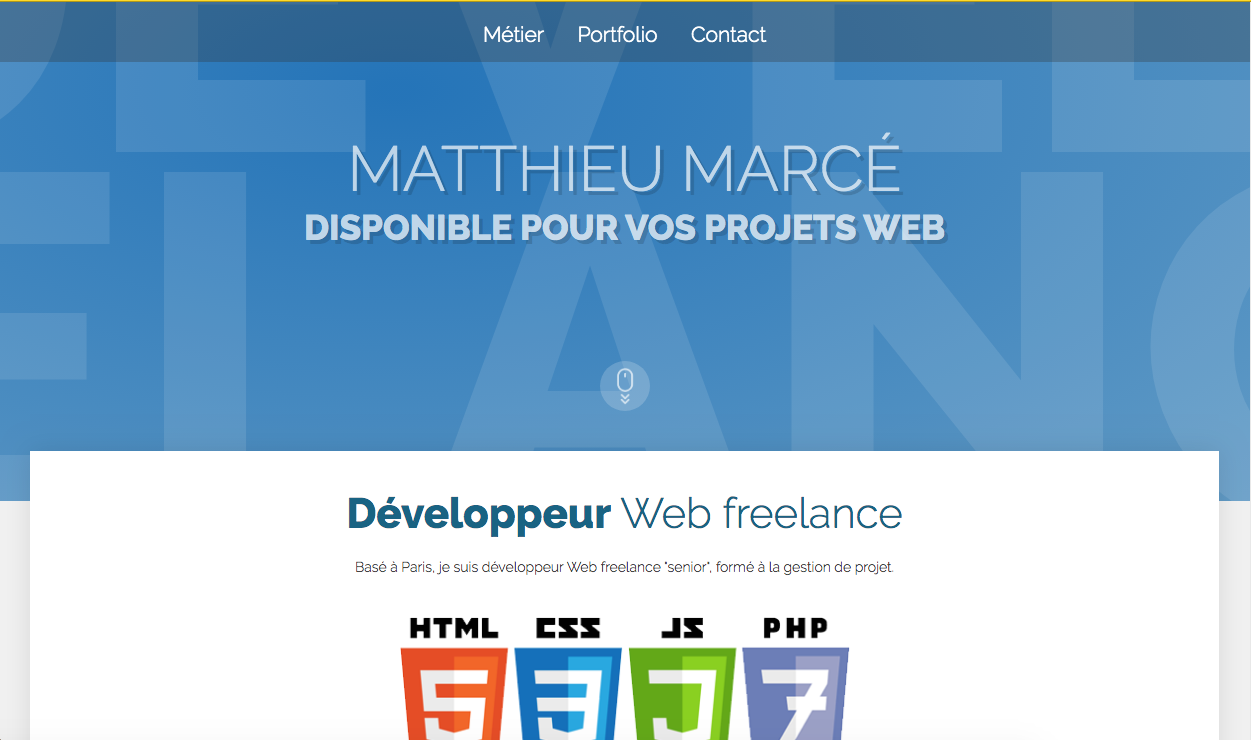 Métier Portfolio Contact
MATTHIEU MARCÉ
DISPONIBLE POUR VOS PROJETS WEB
Développeur Web freelance
Basé à Paris, je suis développeur Web freelance "senior", formé à la gestion de projet.
HTML CSS JS PHP
5 3 J 7